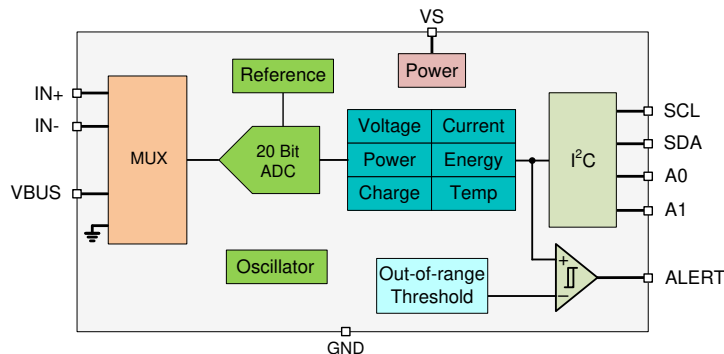 VS
Power
Reference
IN+
IN-
VBUS
MUX
20 Bit
ADC
Voltage
Current
Power
Energy
Charge
Temp
I²C
SCL
SDA
A0
A1
Oscillator
Out-of-range
Threshold
+
−
ALERT
GND